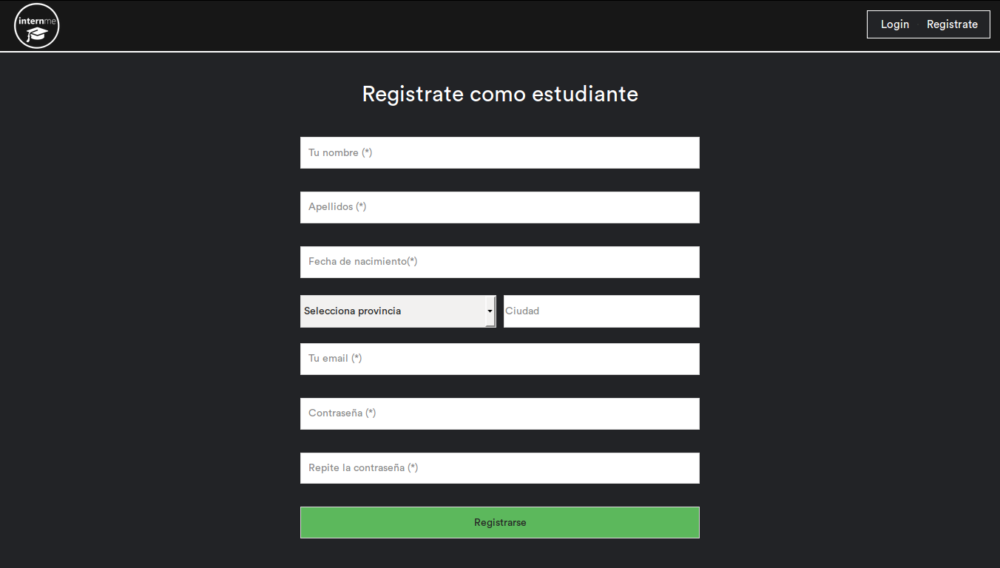 internme
Login · Registrate
Registrate como estudiante
Tu nombre (*)
Apellidos (*)
Fecha de nacimiento(*)
Selecciona provincia
Ciudad
Tu email (*)
Contraseña (*)
Repite la contraseña (*)
Registrarse